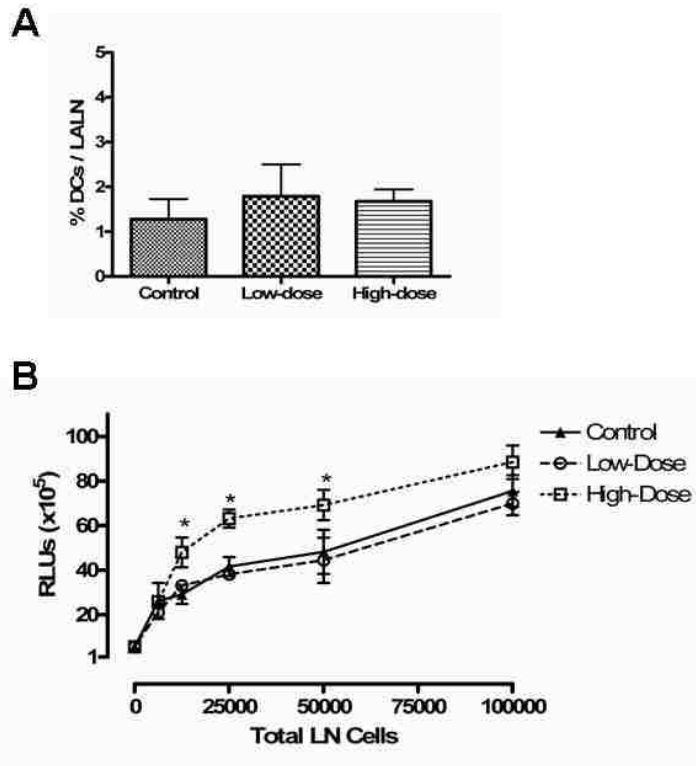 A
% DCs / LALN
5
4
3
2
1
0
Control Low-dose High-dose
B
RLUs (x10⁵)
100
80
60
40
20
1
* * *
Control
Low-Dose
High-Dose
0 25000 50000 75000 100000
Total LN Cells